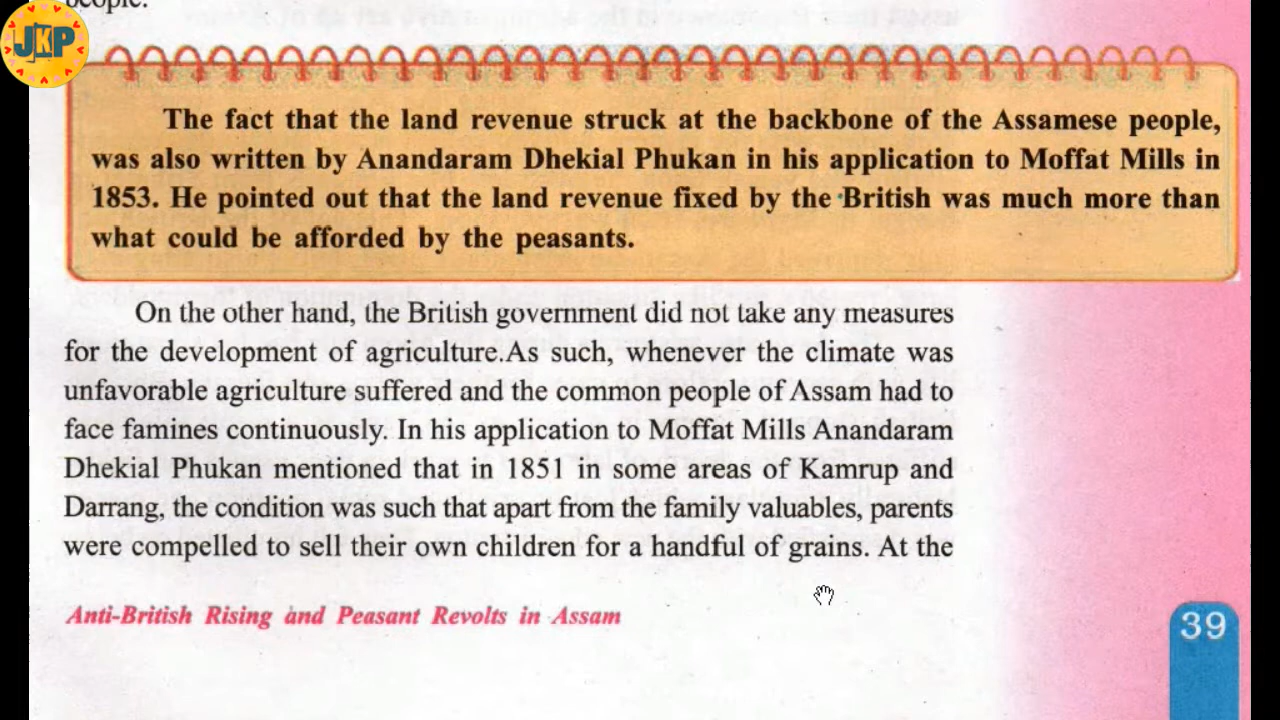 people.
JKP
The fact that the land revenue struck at the backbone of the Assamese people,
was also written by Anandaram Dhekial Phukan in his application to Moffat Mills in
1853. He pointed out that the land revenue fixed by the British was much more than
what could be afforded by the peasants.
On the other hand, the British government did not take any measures
for the development of agriculture.As such, whenever the climate was
unfavorable agriculture suffered and the common people of Assam had to
face famines continuously. In his application to Moffat Mills Anandaram
Dhekial Phukan mentioned that in 1851 in some areas of Kamrup and
Darrang, the condition was such that apart from the family valuables, parents
were compelled to sell their own children for a handful of grains. At the
Anti-British Rising and Peasant Revolts in Assam
39